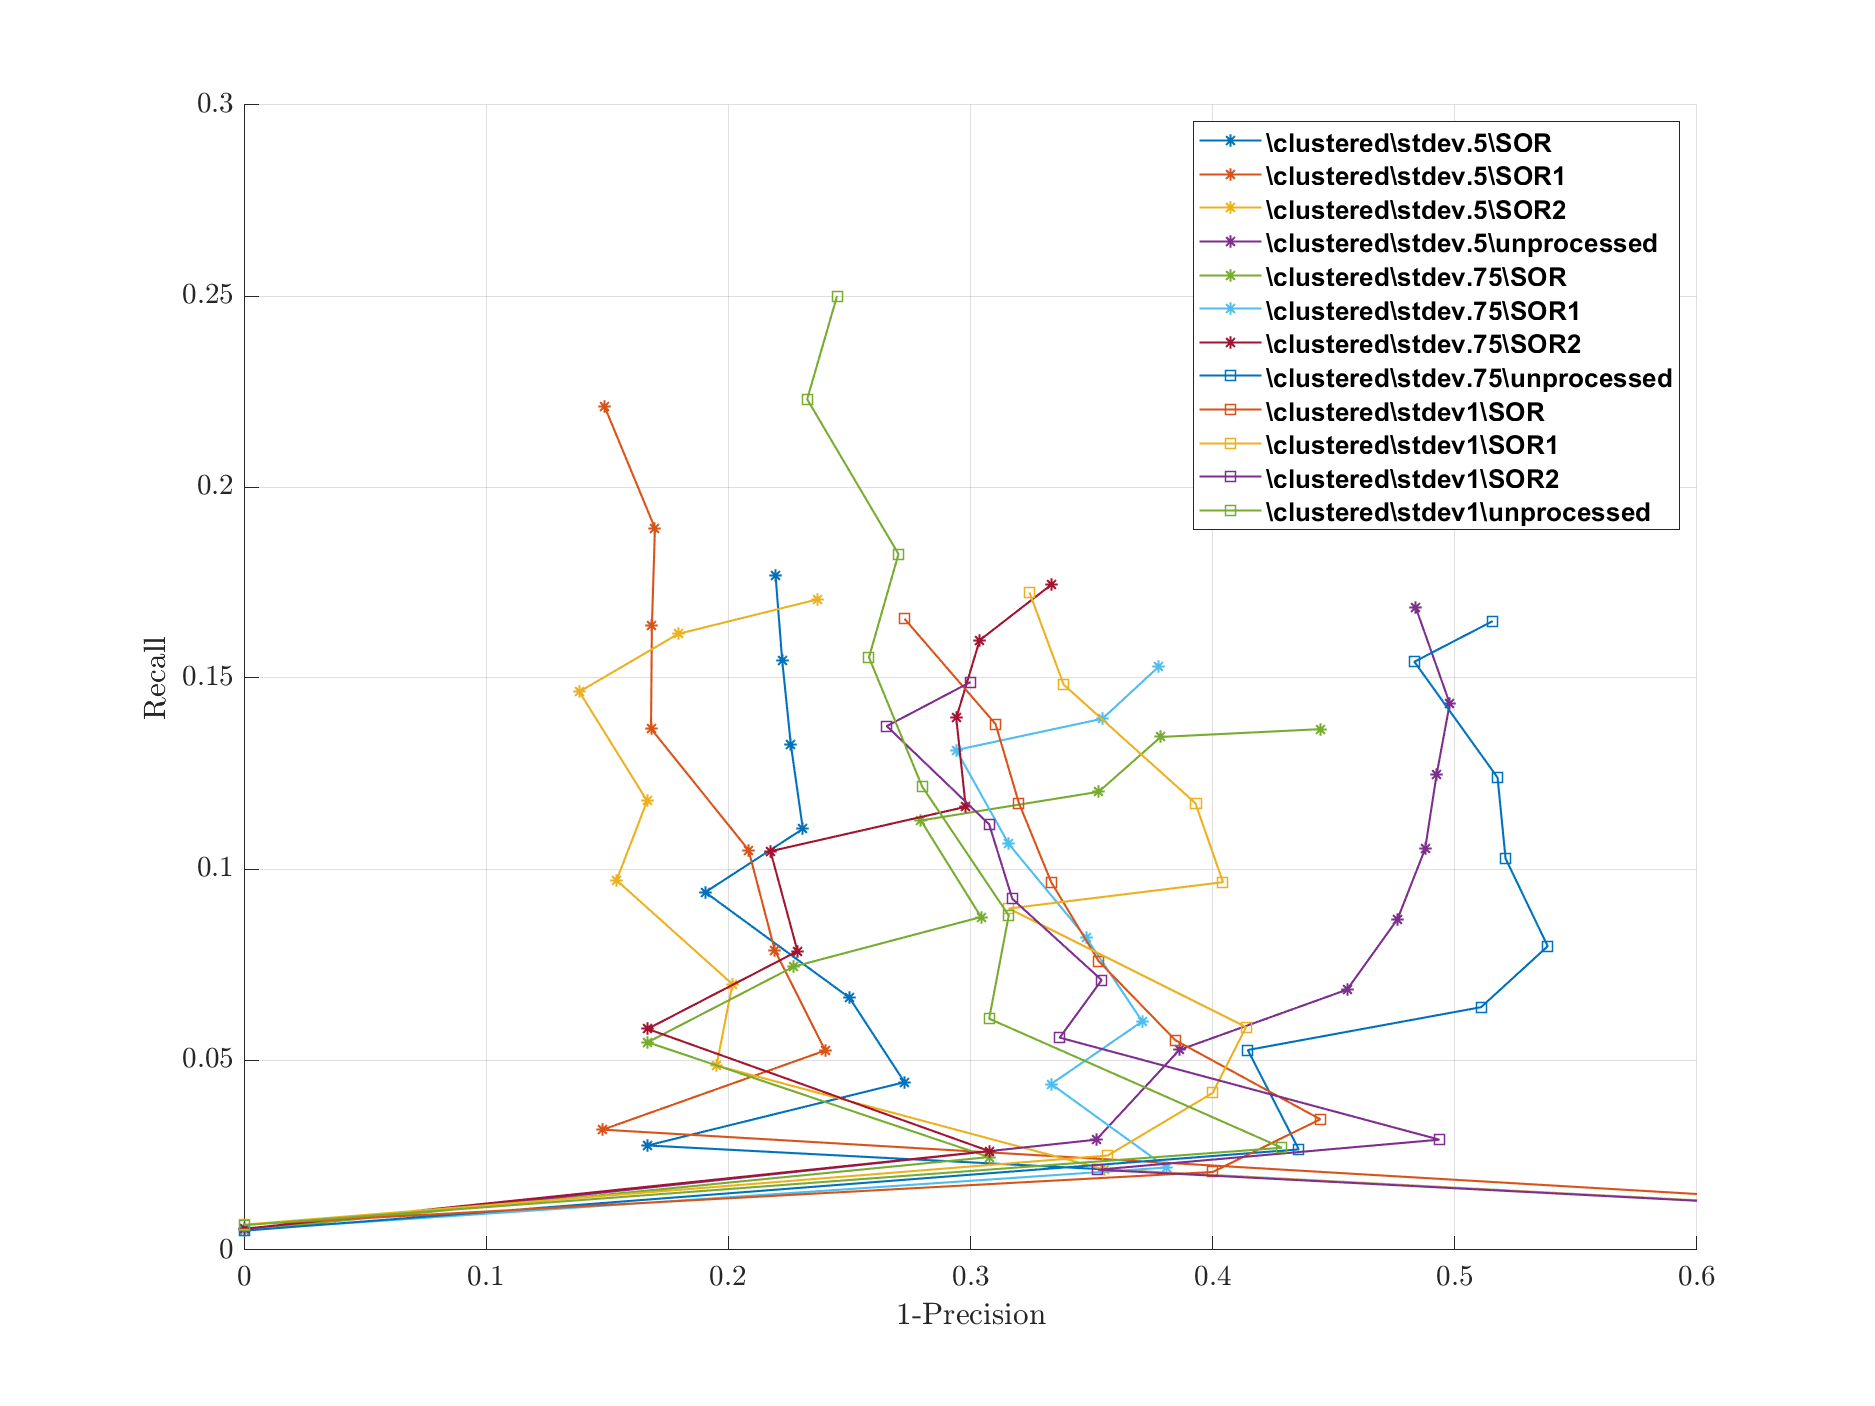 0.3
0.25
0.2
0.15
0.1
0.05
0
Recall
0
0.1
0.2
0.3
0.4
0.5
0.6
1-Precision
\clustered\stdev.5\SOR
\clustered\stdev.5\SOR1
\clustered\stdev.5\SOR2
\clustered\stdev.5\unprocessed
\clustered\stdev.75\SOR
\clustered\stdev.75\SOR1
\clustered\stdev.75\SOR2
\clustered\stdev.75\unprocessed
\clustered\stdev1\SOR
\clustered\stdev1\SOR1
\clustered\stdev1\SOR2
\clustered\stdev1\unprocessed